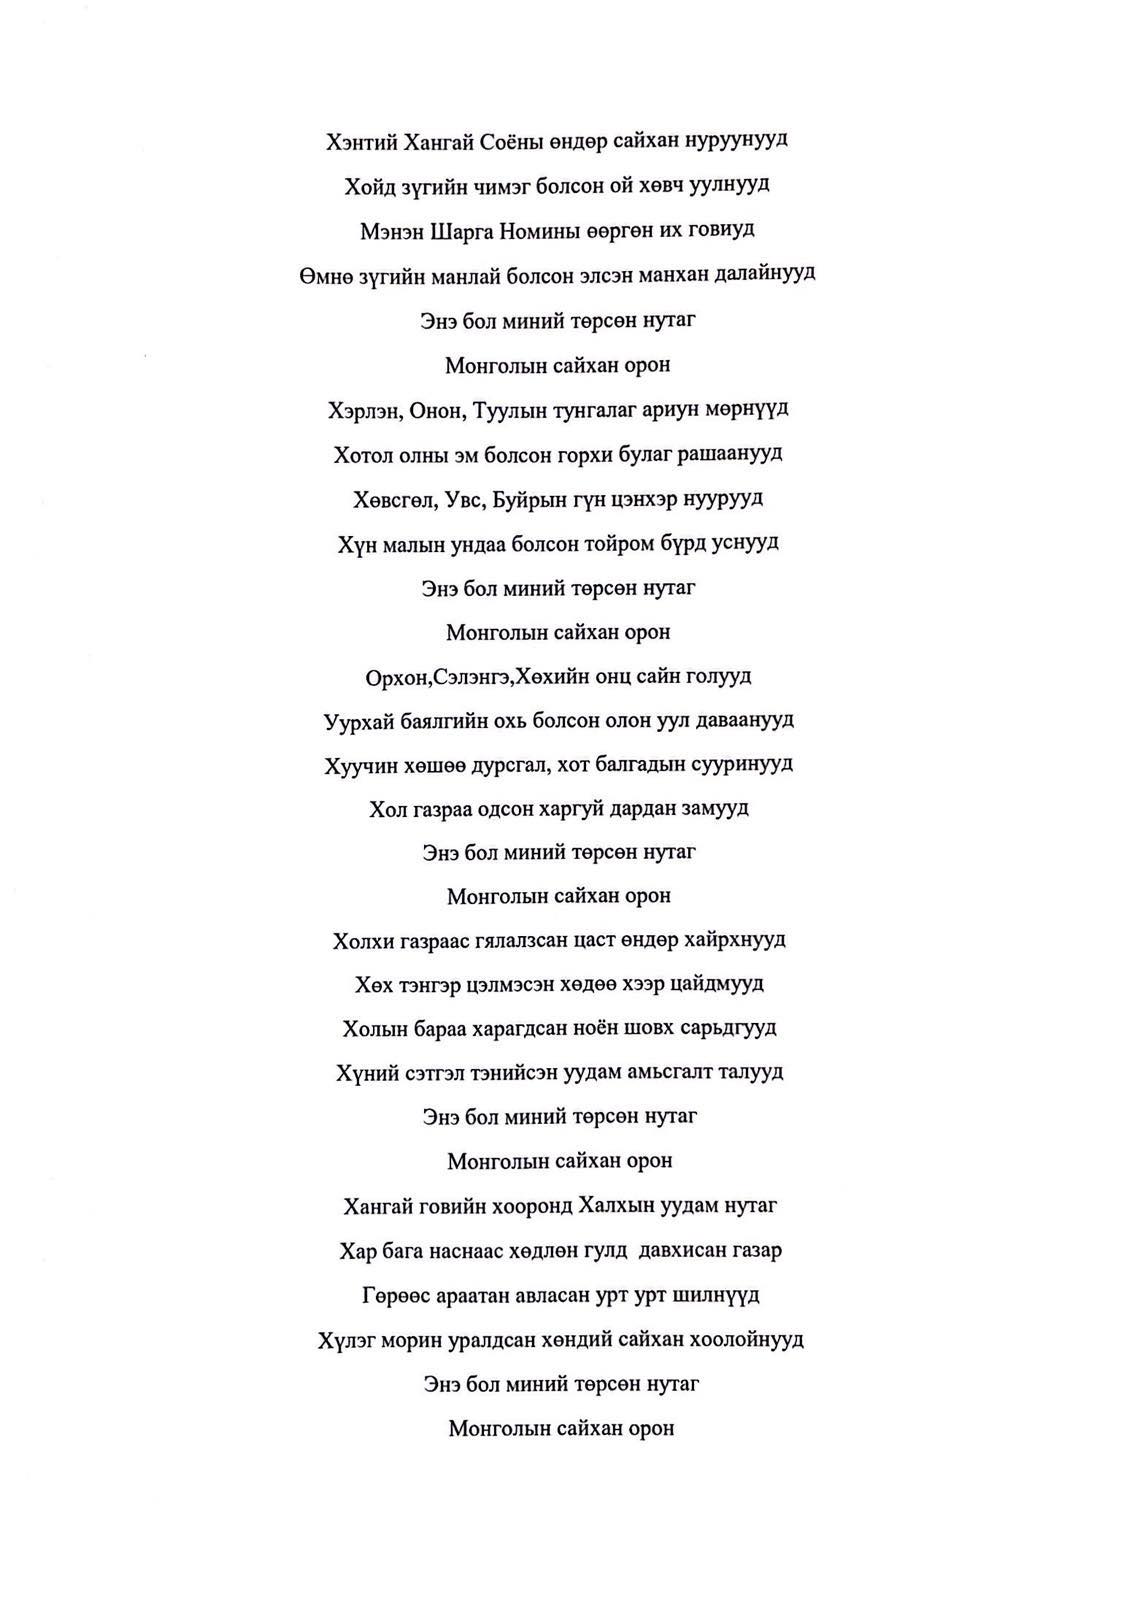 Хэнтий Хангай Соёны өндөр сайхан нуруунууд
Хойд зүгийн чимэг болсон ой хөвч уулнууд
Мэнэн Шарга Номины өөргөн их говиуд
Өмнө зүгийн манлай болсон элсэн манхан далайнууд
Энэ бол миний төрсөн нутаг
Монголын сайхан орон
Хэрлэн, Онон, Туулын тунгалаг ариун мөрнүүд
Хотол олны эм болсон горхи булаг рашаанууд
Хөвсгөл, Увс, Буйрын гүн цэнхэр нуурууд
Хүн малын ундаа болсон тойром бүрд уснууд
Энэ бол миний төрсөн нутаг
Монголын сайхан орон
Орхон,Сэлэнгэ,Хөхийн онц сайн голууд
Уурхай баялгийн охь болсон олон уул даваанууд
Хуучин хөшөө дурсгал, хот балгадын сууринууд
Хол газраа одсон харгуй дардан замууд
Энэ бол миний төрсөн нутаг
Монголын сайхан орон
Холхи газраас гялалзсан цаст өндөр хайрхнууд
Хөх тэнгэр цэлмэсэн хөдөө хээр цайдмууд
Холын бараа харагдсан ноён шовх сарьдгууд
Хүний сэтгэл тэнийсэн уудам амьсгалт талууд
Энэ бол миний төрсөн нутаг
Монголын сайхан орон
Хангай говийн хооронд Халхын уудам нутаг
Хар бага наснаас хөдлөн гулд давхисан газар
Гөрөөс араатан авласан урт урт шилнүүд
Хүлэг морин уралдсан хөндий сайхан хоолойнууд
Энэ бол миний төрсөн нутаг
Монголын сайхан орон